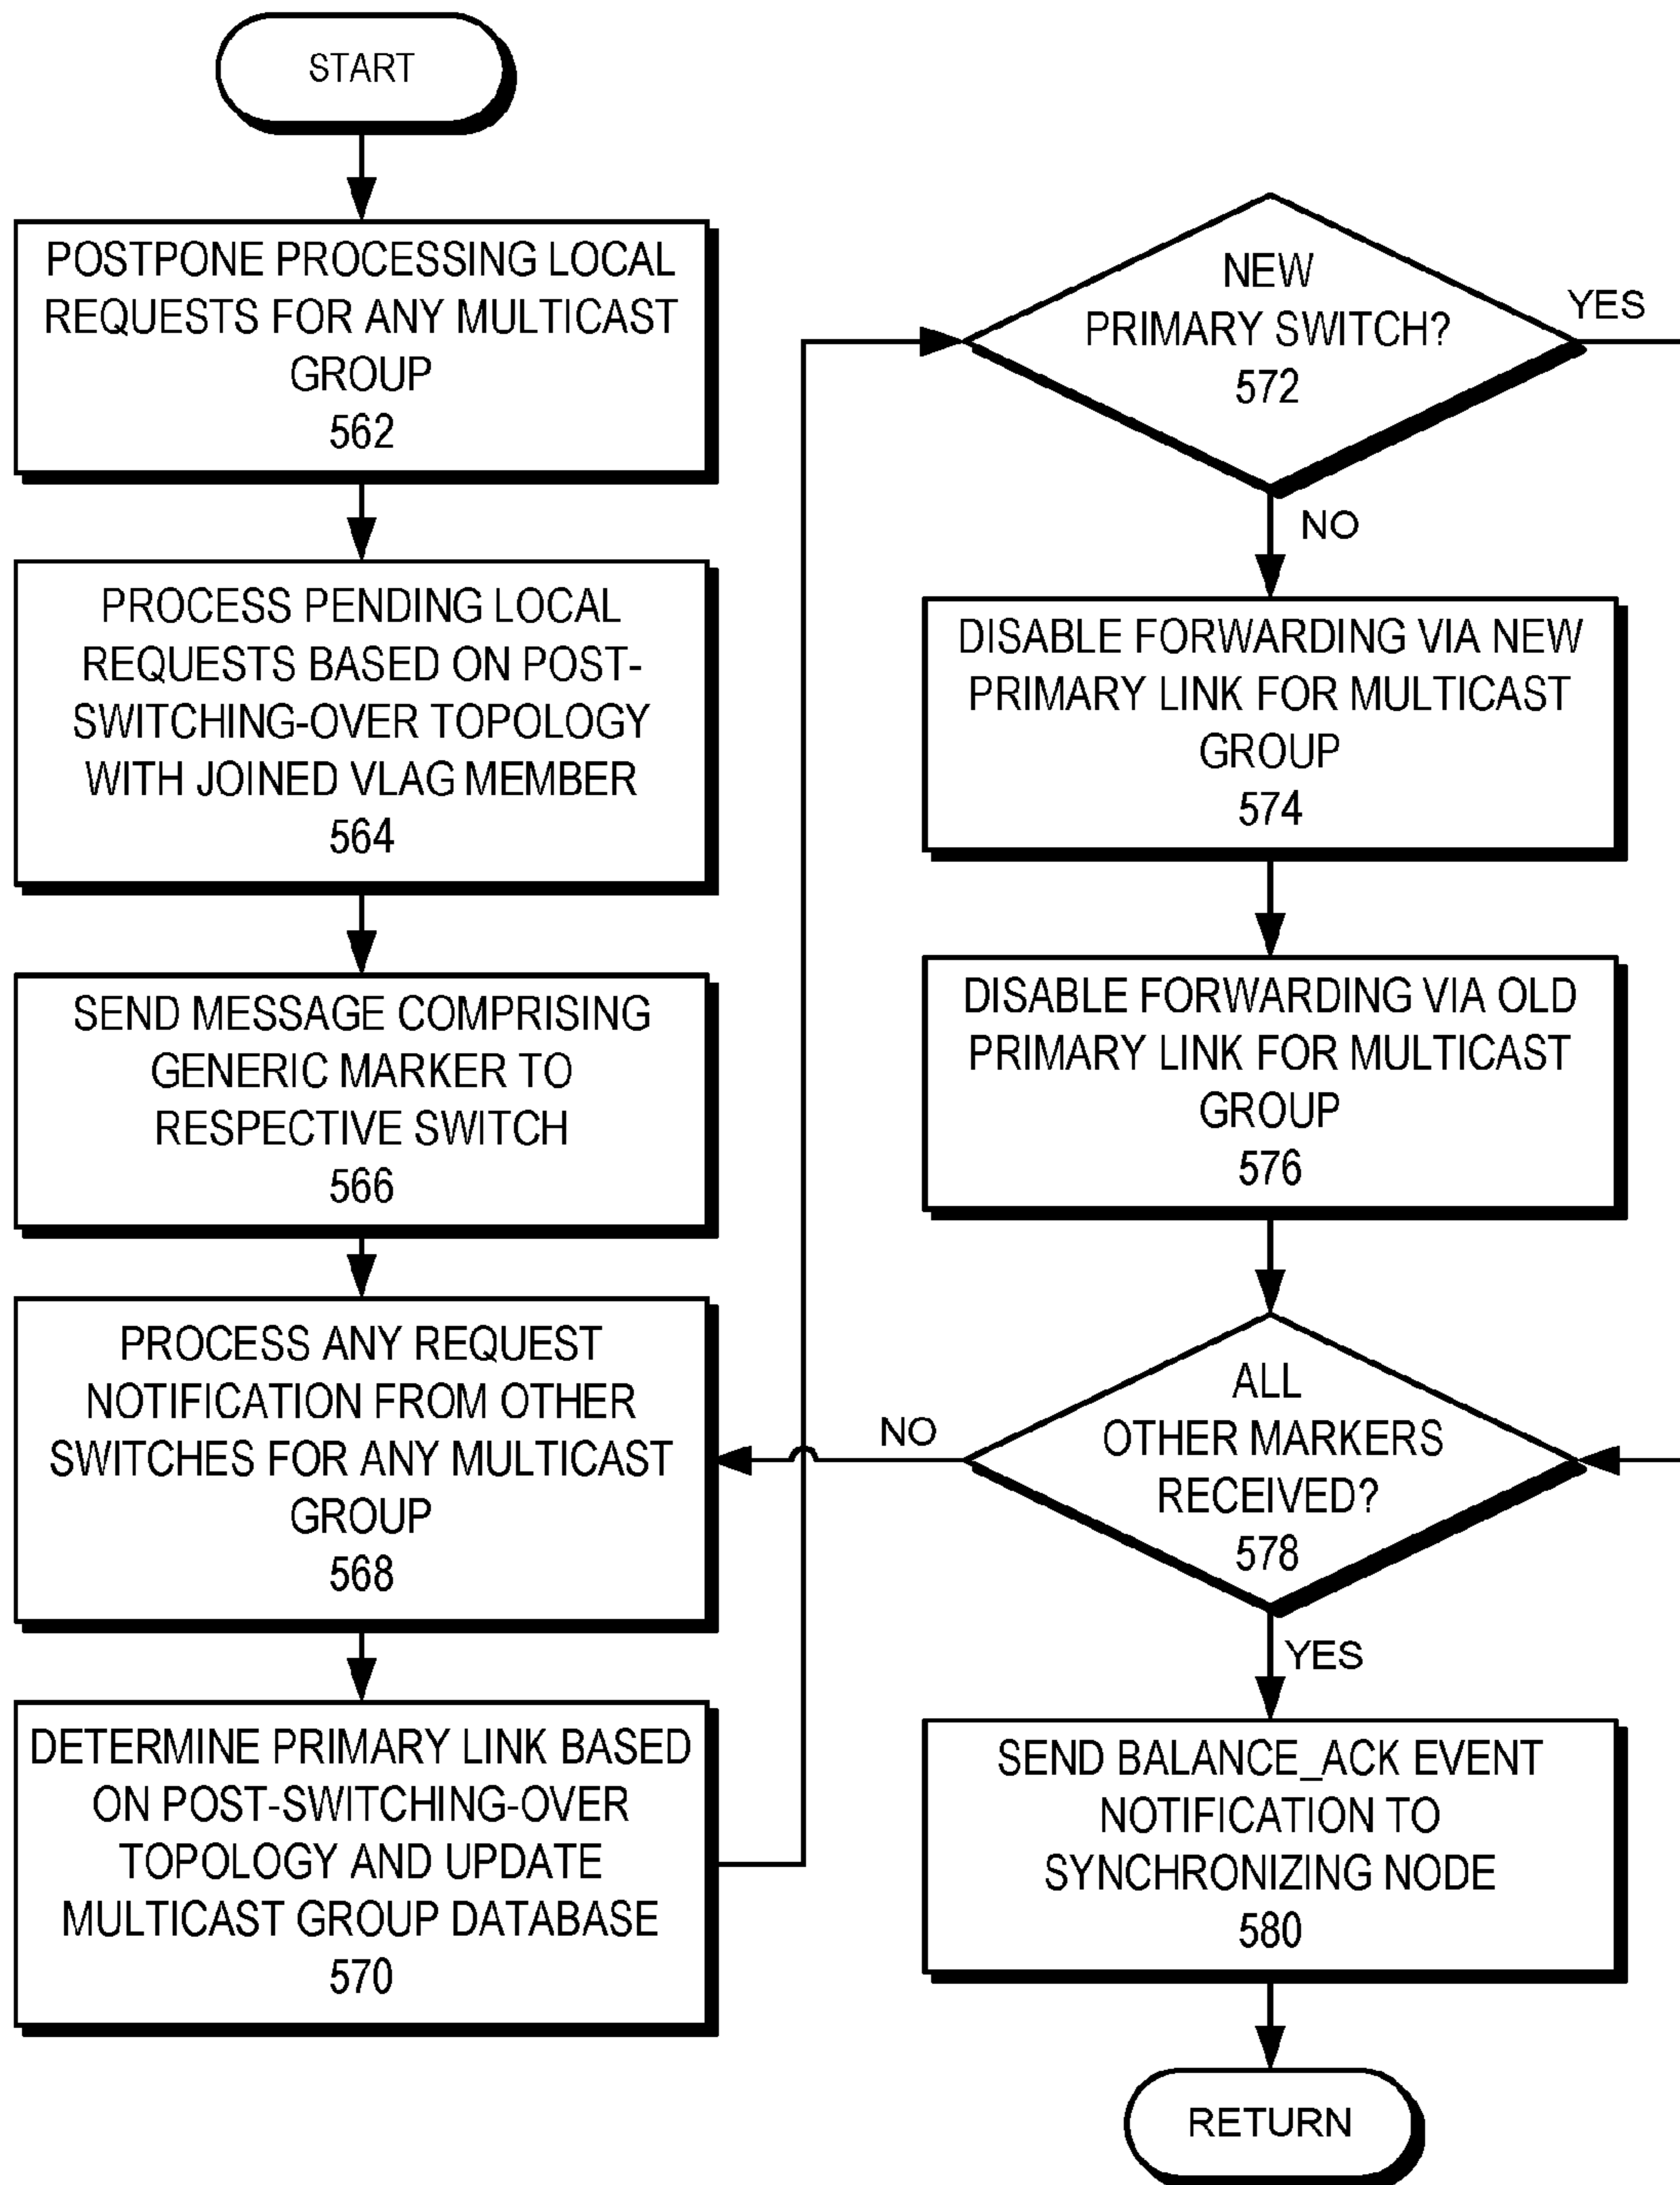 START
POSTPONE PROCESSING LOCAL
REQUESTS FOR ANY MULTICAST
GROUP
562
PROCESS PENDING LOCAL
REQUESTS BASED ON POST-
SWITCHING-OVER TOPOLOGY
WITH JOINED VLAG MEMBER
564
SEND MESSAGE COMPRISING
GENERIC MARKER TO
RESPECTIVE SWITCH
566
PROCESS ANY REQUEST
NOTIFICATION FROM OTHER
SWITCHES FOR ANY MULTICAST
GROUP
568
DETERMINE PRIMARY LINK BASED
ON POST-SWITCHING-OVER
TOPOLOGY AND UPDATE
MULTICAST GROUP DATABASE
570
NEW
PRIMARY SWITCH?
572
YES
NO
DISABLE FORWARDING VIA NEW
PRIMARY LINK FOR MULTICAST
GROUP
574
DISABLE FORWARDING VIA OLD
PRIMARY LINK FOR MULTICAST
GROUP
576
ALL
OTHER MARKERS
RECEIVED?
578
NO
YES
SEND BALANCE_ACK EVENT
NOTIFICATION TO
SYNCHRONIZING NODE
580
RETURN